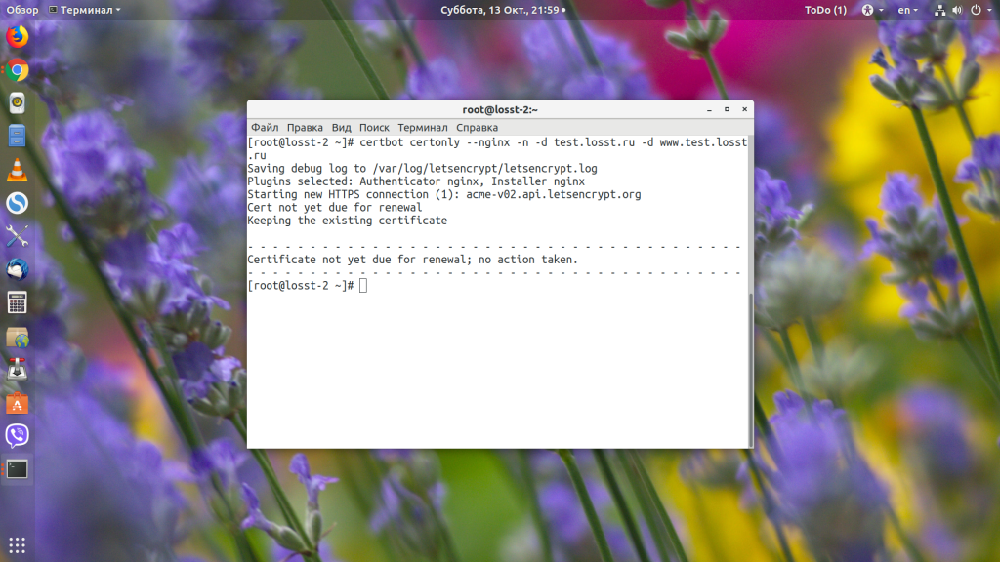 Обзор Терминал Суббота, 13 Окт., 21:59 ToDo (1) en
root@losst-2:~
Файл Правка Вид Поиск Терминал Справка
[root@losst-2 ~]# certbot certonly --nginx -n -d test.losst.ru -d www.test.losst
.ru
Saving debug log to /var/log/letsencrypt/letsencrypt.log
Plugins selected: Authenticator nginx, Installer nginx
Starting new HTTPS connection (1): acme-v02.api.letsencrypt.org
Cert not yet due for renewal
Keeping the existing certificate
- - - - - - - - - - - - - - - - - - - - - - - - - - - - - - - - - - - - - - - -
Certificate not yet due for renewal; no action taken.
- - - - - - - - - - - - - - - - - - - - - - - - - - - - - - - - - - - - - - - -
[root@losst-2 ~]#